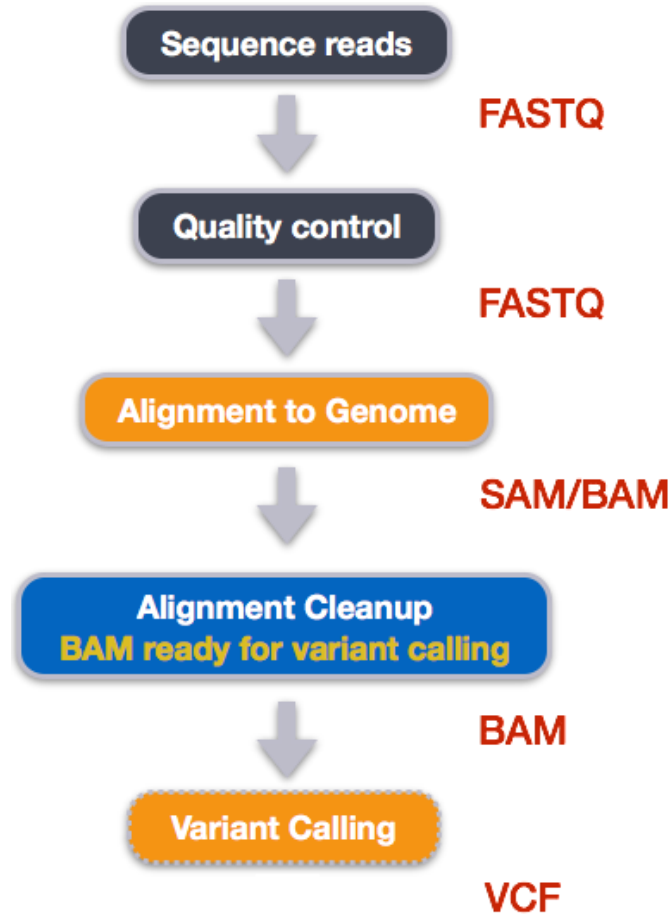 Sequence reads
FASTQ
Quality control
FASTQ
Alignment to Genome
SAM/BAM
Alignment Cleanup
BAM ready for variant calling
BAM
Variant Calling
VCF